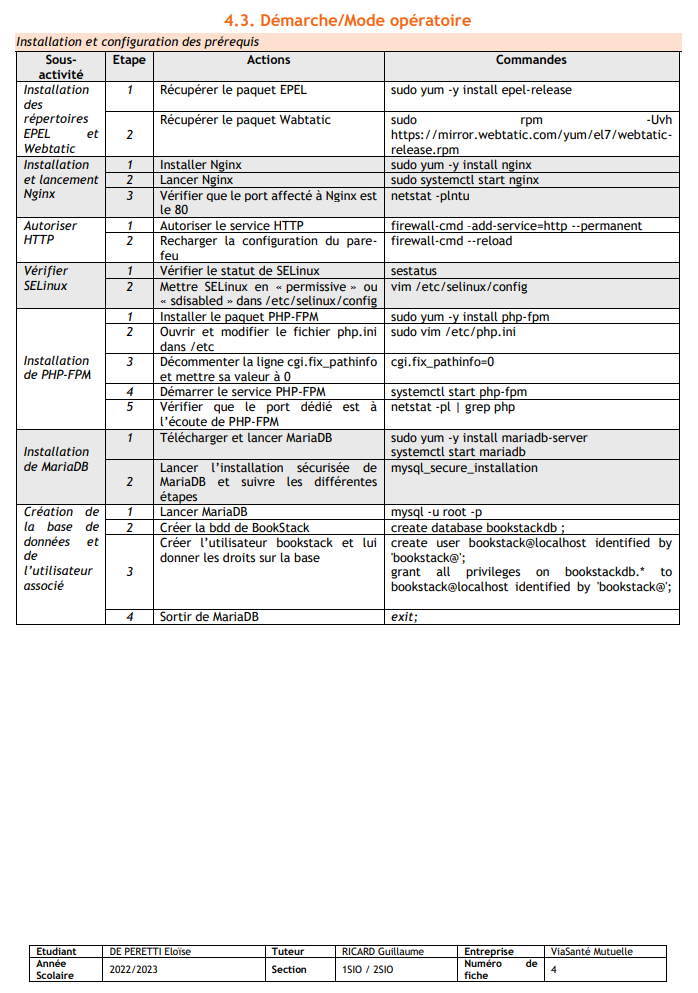 4.3. Démarche/Mode opératoire
Installation et configuration des prérequis
Sous-activité Etape Actions Commandes
Installation des répertoires EPEL et Webtatic
1 Récupérer le paquet EPEL sudo yum -y install epel-release
2 Récupérer le paquet Wabtatic sudo rpm -Uvh
https://mirror.webtatic.com/yum/el7/webtatic-
release.rpm
Installation et lancement Nginx
1 Installer Nginx sudo yum -y install nginx
2 Lancer Nginx sudo systemctl start nginx
3 Vérifier que le port affecté à Nginx est netstat -plntu
le 80
Autoriser HTTP
1 Autoriser le service HTTP firewall-cmd –add-service=http --permanent
2 Recharger la configuration du pare- firewall-cmd --reload
feu
Vérifier SELinux
1 Vérifier le statut de SELinux sestatus
2 Mettre SELinux en « permissive » ou vim /etc/selinux/config
« sdisabled » dans /etc/selinux/config
Installation de PHP-FPM
1 Installer le paquet PHP-FPM sudo yum -y install php-fpm
2 Ouvrir et modifier le fichier php.ini sudo vim /etc/php.ini
dans /etc
3 Décommenter la ligne cgi.fix_pathinfo cgi.fix_pathinfo=0
et mettre sa valeur à 0
4 Démarrer le service PHP-FPM systemctl start php-fpm
5 Vérifier que le port dédié est à netstat -pl | grep php
l’écoute de PHP-FPM
Installation de MariaDB
1 Télécharger et lancer MariaDB sudo yum -y install mariadb-server
systemctl start mariadb
2 Lancer l’installation sécurisée de mysql_secure_installation
MariaDB et suivre les différentes
étapes
Création de la base de données et de l’utilisateur associé
1 Lancer MariaDB mysql -u root -p
2 Créer la bdd de BookStack create database bookstackdb ;
3 Créer l’utilisateur bookstack et lui create user bookstack@localhost identified by
donner les droits sur la base 'bookstack@';
grant all privileges on bookstackdb.* to
bookstack@localhost identified by 'bookstack@';
4 Sortir de MariaDB exit;
Etudiant DE PERETTI Eloïse Tuteur RICARD Guillaume Entreprise ViaSanté Mutuelle
Année Scolaire 2022/2023 Section 1SIO / 2SIO Numéro de fiche 4